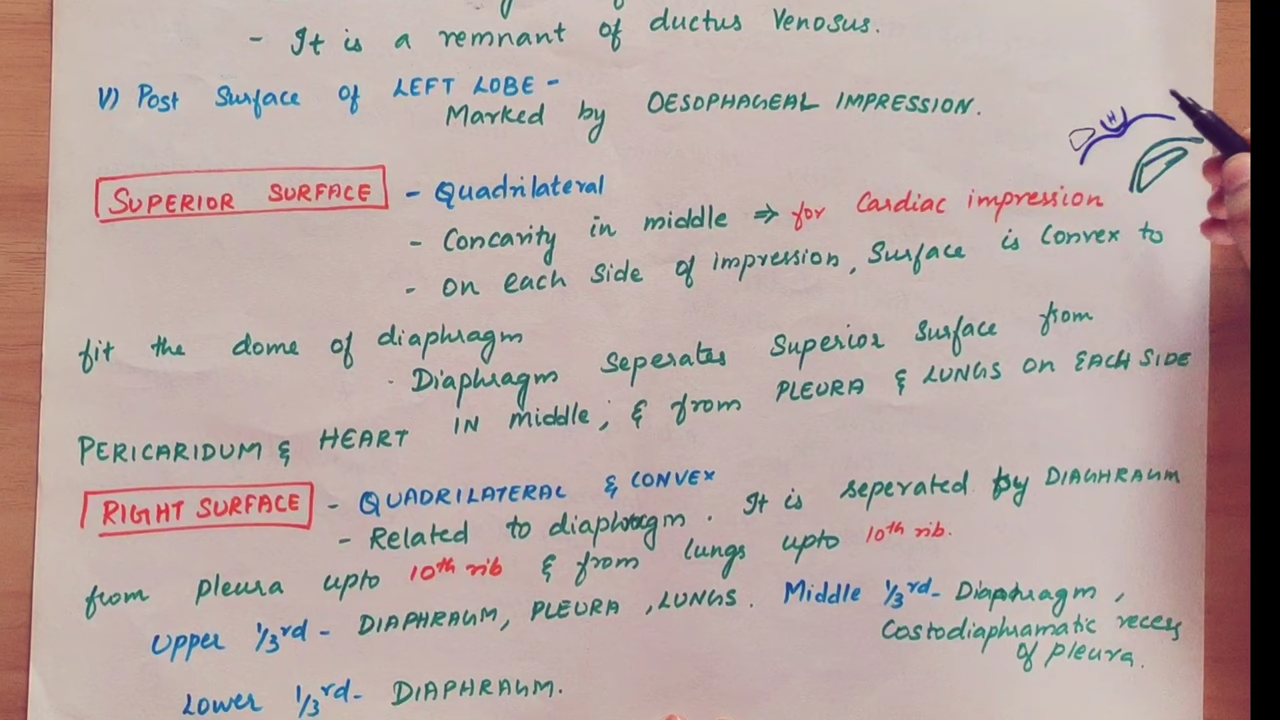 - It is a remnant of ductus Venosus.
V) Post Surface of LEFT LOBE -
Marked by OESOPHAGEAL IMPRESSION.
SUPERIOR SURFACE - Quadrilateral
- Concavity in middle ⇒ for Cardiac impression
- on each side of impression, Surface is Convex to
fit the dome of diaphragm
. Diaphragm seperates Superior Surface from
PERICARIDUM & HEART IN middle, & from PLEURA & LUNGS ON EACH SIDE
RIGHT SURFACE - QUADRILATERAL & CONVEX
- Related to diaphragm. It is seperated by DIAGHRAGM
from pleura upto 10th rib & from lungs upto 10th rib.
Upper 1/3rd - DIAPHRAGM, PLEURA, LUNGS. Middle 1/3rd - Diaphragm,
Costodiaphramatic recess
of pleura.
Lower 1/3rd - DIAPHRAGM.